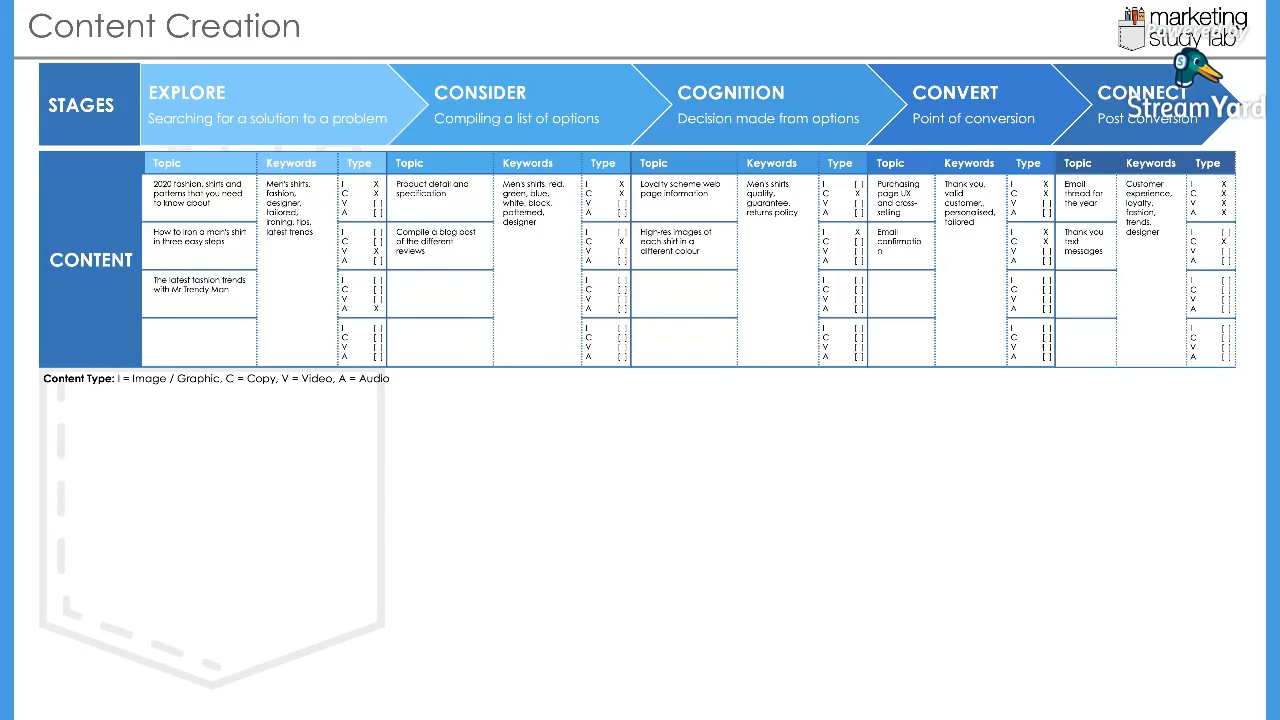 Content Creation
marketing
study lab
Powered by
StreamYard
STAGES
EXPLORE
Searching for a solution to a problem
CONSIDER
Compiling a list of options
COGNITION
Decision made from options
CONVERT
Point of conversion
CONNECT
Post conversion
CONTENT
Topic
Keywords
Type
Topic
Keywords
Type
Topic
Keywords
Type
Topic
Keywords
Type
Topic
Keywords
Type
2020 fashion, shirts and
patterns that you need
to know about
Men's shirts,
fashion,
designer,
tailored,
ironing, tips,
latest trends
I X
C X
V [ ]
A [ ]
How to iron a man's shirt
in three easy steps
I [ ]
C [ ]
V X
A [ ]
The latest fashion trends
with Mr Trendy Man
I [ ]
C [ ]
V [ ]
A X
I [ ]
C [ ]
V [ ]
A [ ]
Product detail and
specification
Men's shirts, red,
green, blue,
white, black,
patterned,
designer
I X
C X
V [ ]
A [ ]
Compile a blog post
of the different
reviews
I [ ]
C X
V [ ]
A [ ]
I [ ]
C [ ]
V [ ]
A [ ]
I [ ]
C [ ]
V [ ]
A [ ]
Loyalty scheme web
page information
Men's shirts,
quality,
guarantee,
returns policy
I [ ]
C X
V [ ]
A [ ]
High-res images of
each shirt in a
different colour
I X
C [ ]
V [ ]
A [ ]
I [ ]
C [ ]
V [ ]
A [ ]
I [ ]
C [ ]
V [ ]
A [ ]
Purchasing
page UX
and cross-
selling
Thank you,
valid
customer,,
personalised,
tailored
I X
C X
V [ ]
A [ ]
Email
confirmatio
n
I X
C X
V [ ]
A [ ]
I [ ]
C [ ]
V [ ]
A [ ]
I [ ]
C [ ]
V [ ]
A [ ]
Email
thread for
the year
Customer
experience,
loyalty,
fashion,
trends,
designer
I X
C X
V X
A X
Thank you
text
messages
I [ ]
C X
V [ ]
A [ ]
I [ ]
C [ ]
V [ ]
A [ ]
I [ ]
C [ ]
V [ ]
A [ ]
Content Type: I = Image / Graphic, C = Copy, V = Video, A = Audio